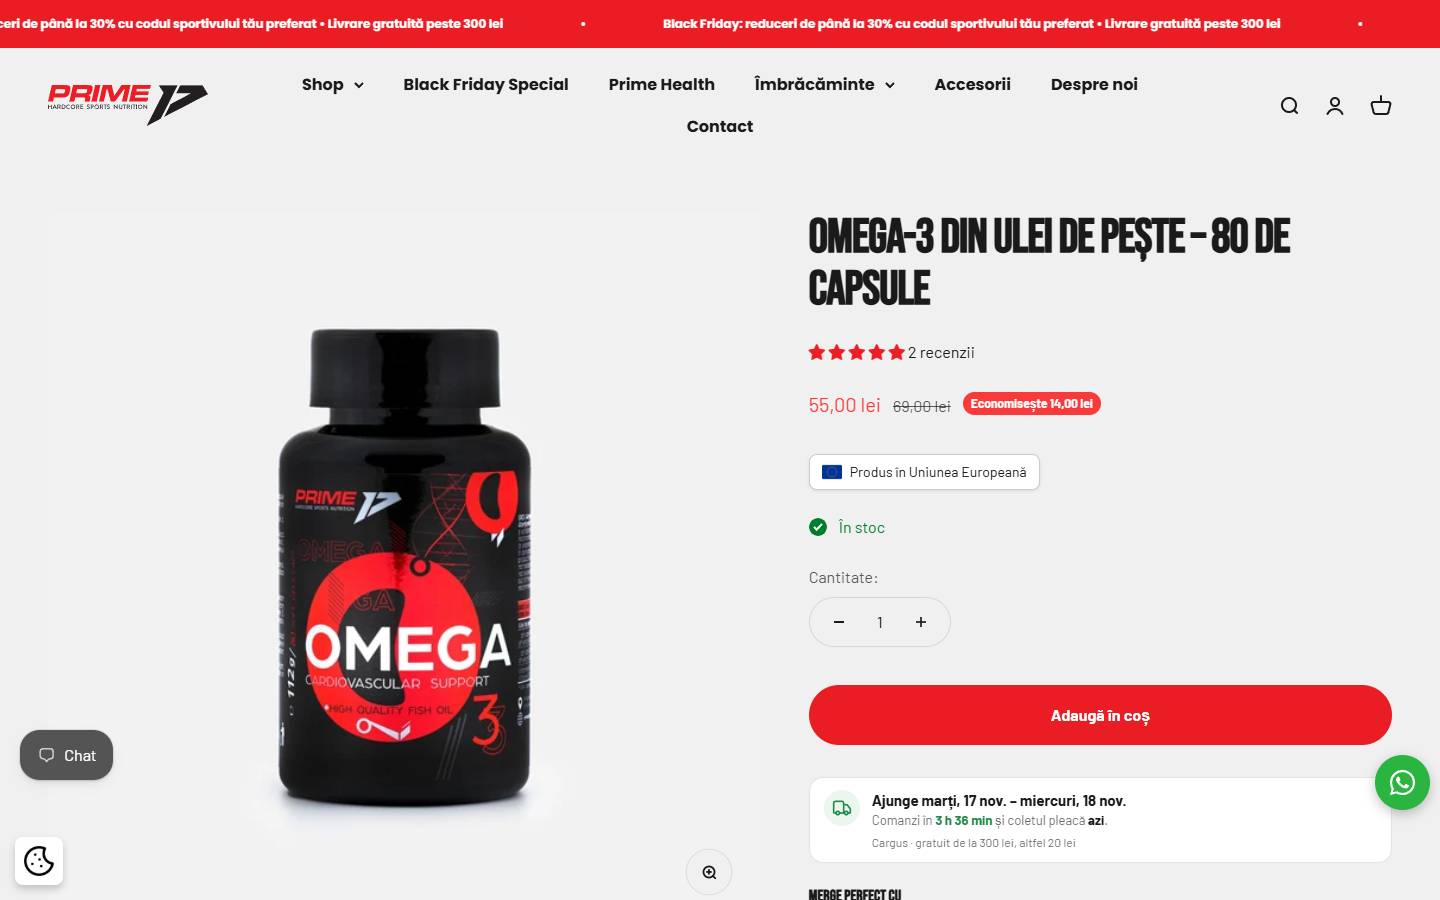 ceri de până la 30% cu codul sportivului tău preferat • Livrare gratuită peste 300 lei • Black Friday: reduceri de până la 30% cu codul sportivului tău preferat • Livrare gratuită peste 300 lei •
PRIME
HARDCORE SPORTS NUTRITION
Shop Black Friday Special Prime Health Îmbrăcăminte Accesorii Despre noi
Contact
OMEGA-3 DIN ULEI DE PEȘTE – 80 DE
CAPSULE
2 recenzii
55,00 lei 69,00 lei Economisește 14,00 lei
Produs în Uniunea Europeană
În stoc
Cantitate:
1
Adaugă în coș
Ajunge marți, 17 nov. – miercuri, 18 nov.
Comanzi în 3 h 36 min și coletul pleacă azi.
Cargus · gratuit de la 300 lei, altfel 20 lei
MERGE PERFECT CU
PRIME
HARDCORE SPORTS NUTRITION
OMEGA
GA
OMEGA
CARDIOVASCULAR SUPPORT
HIGH QUALITY FISH OIL
3
112g/
Chat